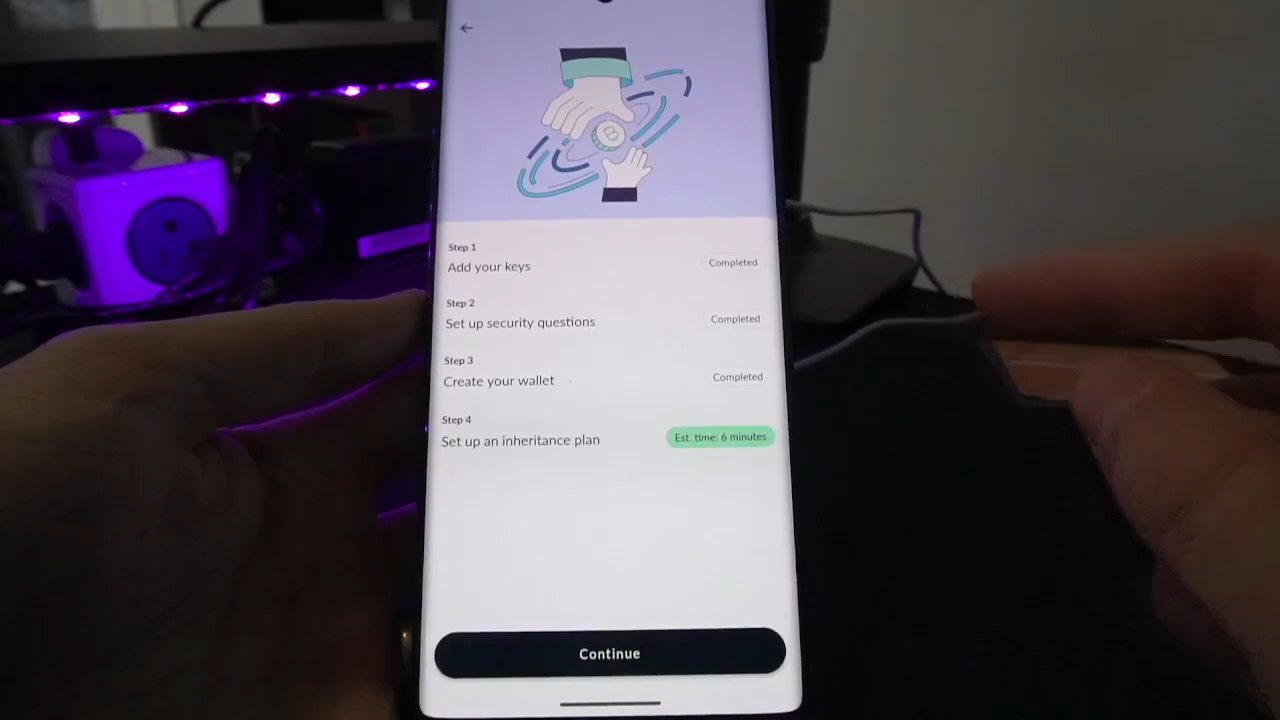 Step 1
Add your keys
Completed
Step 2
Set up security questions
Completed
Step 3
Create your wallet
Completed
Step 4
Set up an inheritance plan
Est. time: 6 minutes
Continue